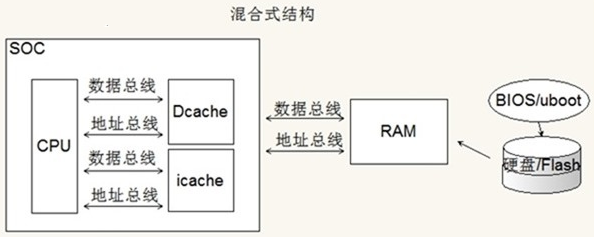 混合式结构
SOC
CPU
数据总线
地址总线
数据总线
地址总线
Dcache
icache
数据总线
地址总线
RAM
BIOS/uboot
硬盘/Flash